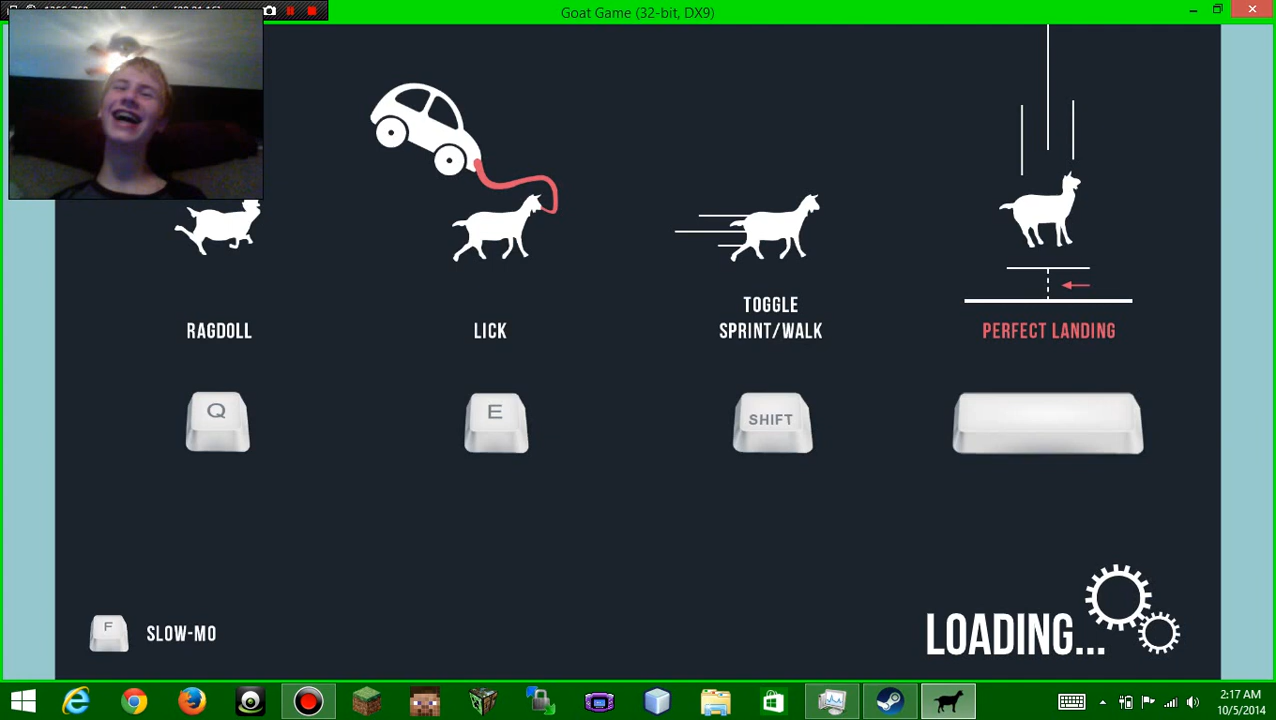 Goat Game (32-bit, DX9)
RAGDOLL
LICK
TOGGLE
SPRINT/WALK
PERFECT LANDING
Q
E
SHIFT
F
SLOW-MO
LOADING...
2:17 AM
10/5/2014